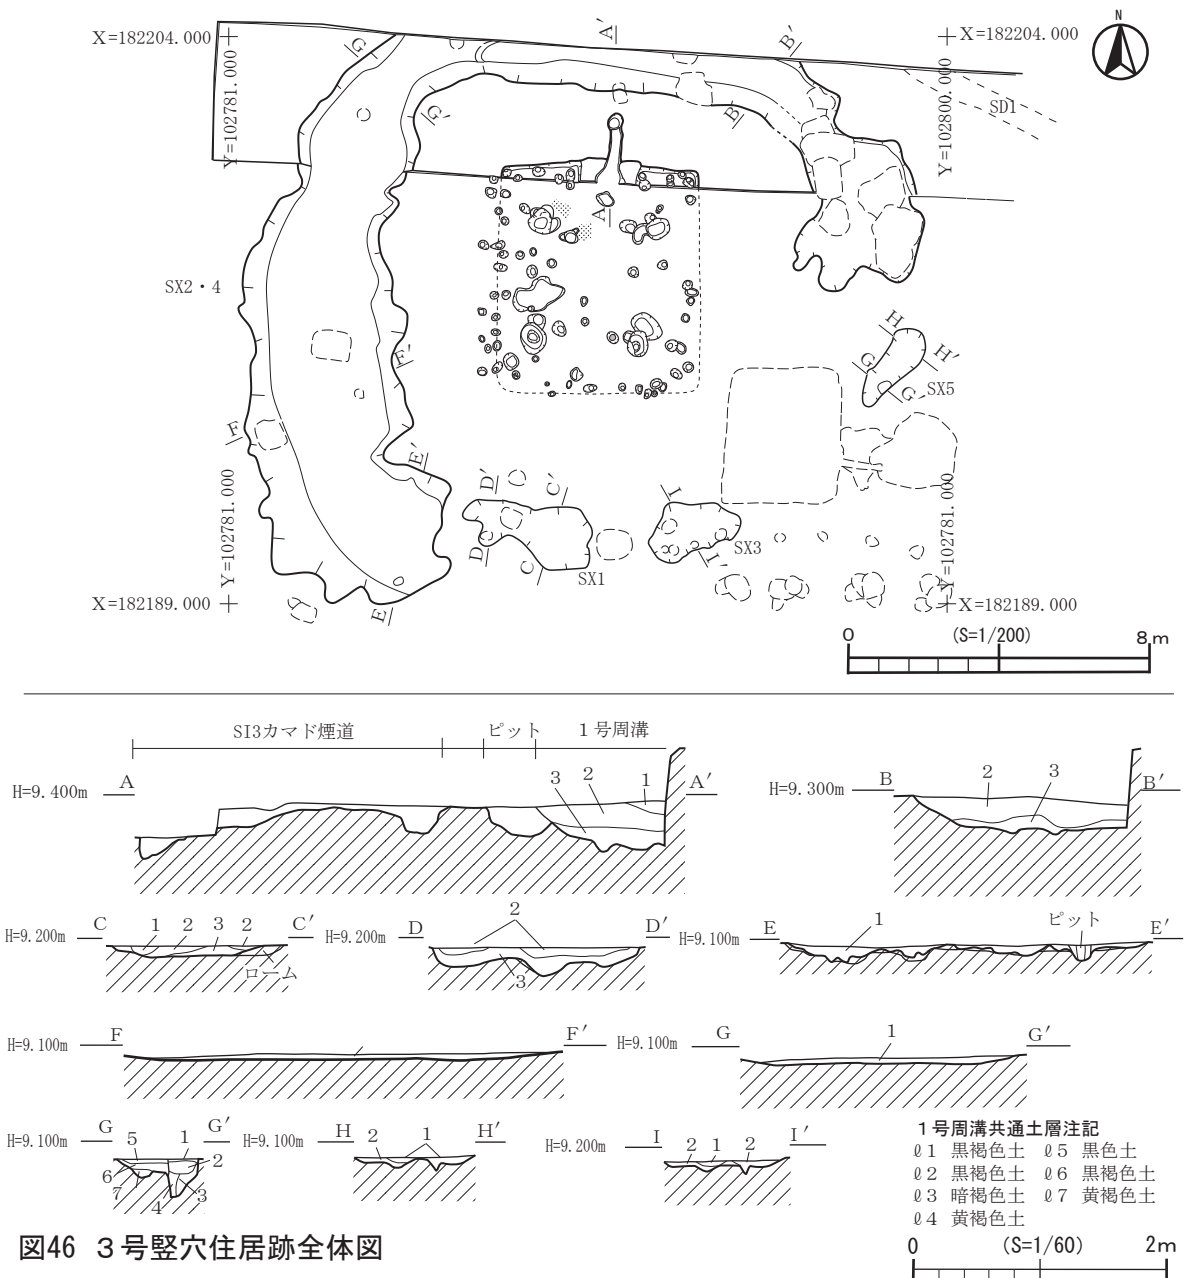 N
X=182204.000
X=182204.000
Y=102781.000
Y=102800.000
A
A′
B
B′
G
G′
SD1
SX2・4
F
F′
E
E′
D
D′
C
C′
SX1
I
I′
SX3
H
H′
G
G′
SX5
Y=102781.000
Y=102781.000
X=182189.000
X=182189.000
0 (S=1/200) 8m
SI3カマド煙道 ピット 1号周溝
H=9.400m A 3 2 1 A′
H=9.300m B 2 3 B′
H=9.200m C 1 2 3 2 C′
ローム
H=9.200m D 2 3 D′
H=9.100m E 1 ピット E′
H=9.100m F F′
H=9.100m G 1 G′
H=9.100m G 5 1 G′
6 2
7 4 3
H=9.100m H 2 1 H′
H=9.200m I 2 1 2 I′
1号周溝共通土層注記
ℓ1 黒褐色土 ℓ5 黒色土
ℓ2 黒褐色土 ℓ6 黒褐色土
ℓ3 暗褐色土 ℓ7 黄褐色土
ℓ4 黄褐色土
0 (S=1/60) 2m
図46 3号竪穴住居跡全体図